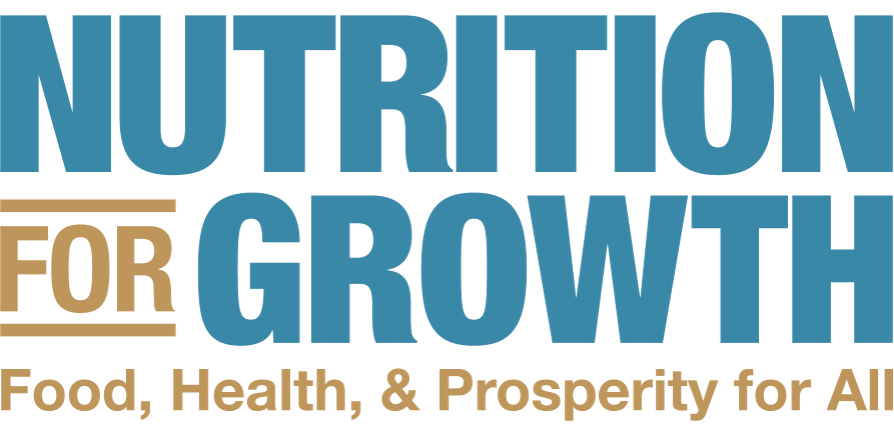 NUTRITION
FOR GROWTH
Food, Health, & Prosperity for All